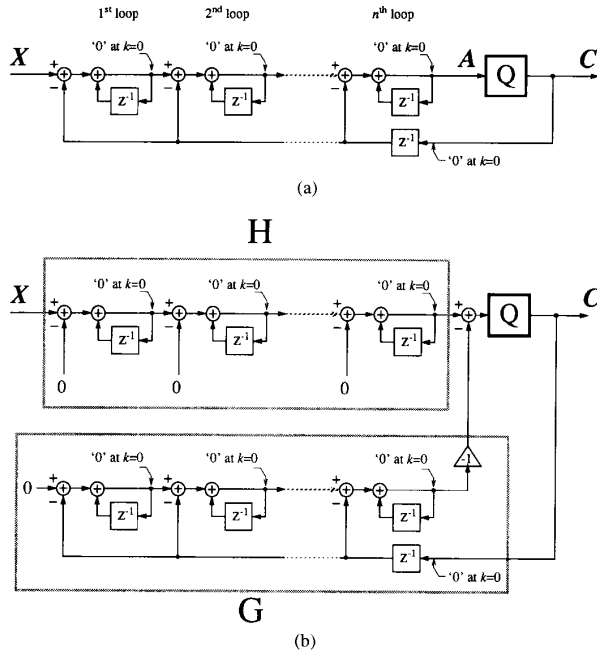 1st loop 2nd loop nth loop
'0' at k=0 '0' at k=0 '0' at k=0
X + + + A Q C
− − −
z-1 z-1 z-1
z-1
'0' at k=0
(a)
H
'0' at k=0 '0' at k=0 '0' at k=0
X + + + + Q C
− − − −
z-1 z-1 z-1
0 0 0
-1
'0' at k=0 '0' at k=0 '0' at k=0
0 + + +
− − −
z-1 z-1 z-1
z-1
'0' at k=0
G
(b)